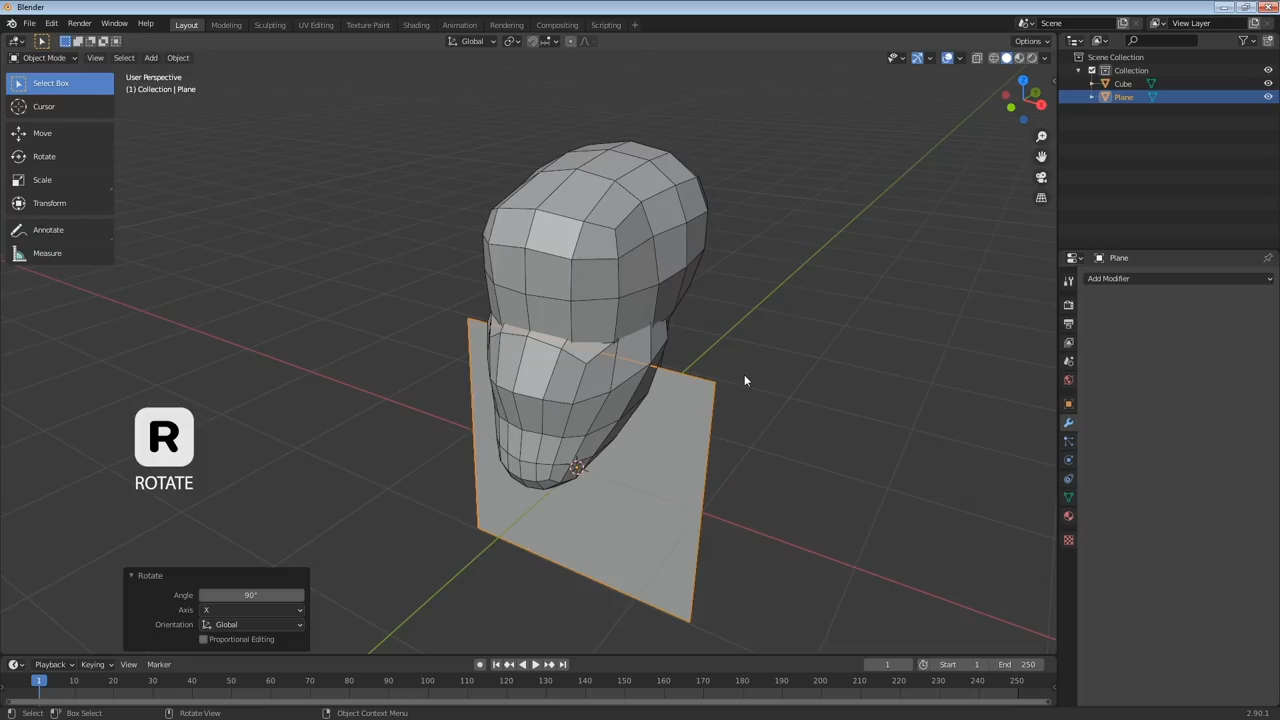 Blender
File Edit Render Window Help
Layout Modeling Sculpting UV Editing Texture Paint Shading Animation Rendering Compositing Scripting +
Scene View Layer
Global Options
Object Mode View Select Add Object
Select Box
Cursor
Move
Rotate
Scale
Transform
Annotate
Measure
User Perspective
(1) Collection | Plane
Z
X
Y
Scene Collection
Collection
Cube
Plane
Plane
Add Modifier
R
ROTATE
Rotate
Angle 90°
Axis X
Orientation Global
Proportional Editing
Playback Keying View Marker
1 Start 1 End 250
1 10 20 30 40 50 60 70 80 90 100 110 120 130 140 150 160 170 180 190 200 210 220 230 240 250
Select Box Select Rotate View Object Context Menu 2.90.1